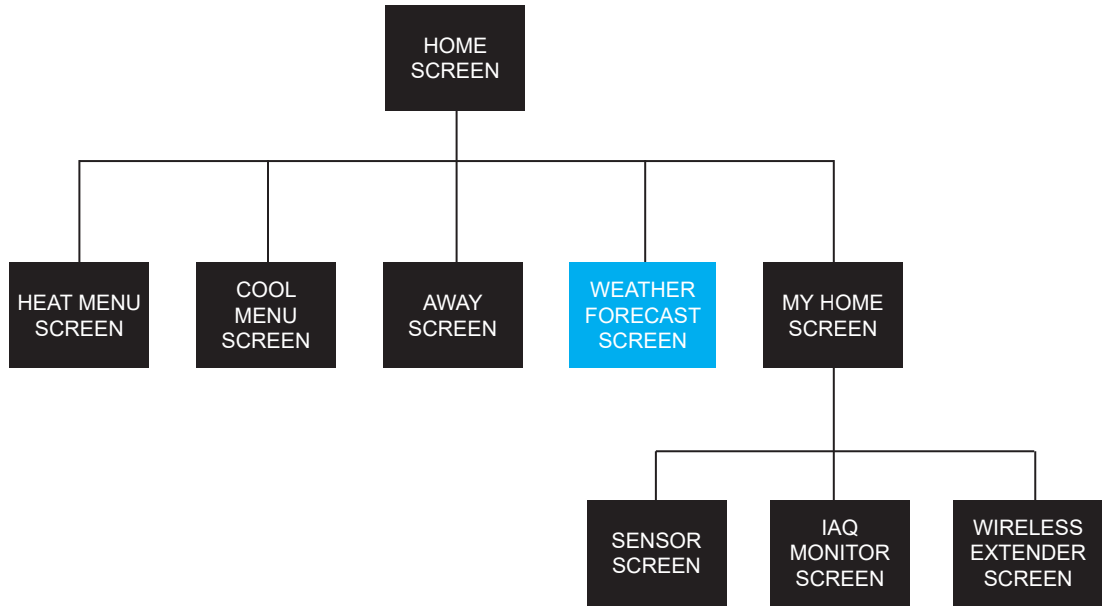 HOME
SCREEN
HEAT MENU
SCREEN
COOL
MENU
SCREEN
AWAY
SCREEN
WEATHER
FORECAST
SCREEN
MY HOME
SCREEN
SENSOR
SCREEN
IAQ
MONITOR
SCREEN
WIRELESS
EXTENDER
SCREEN